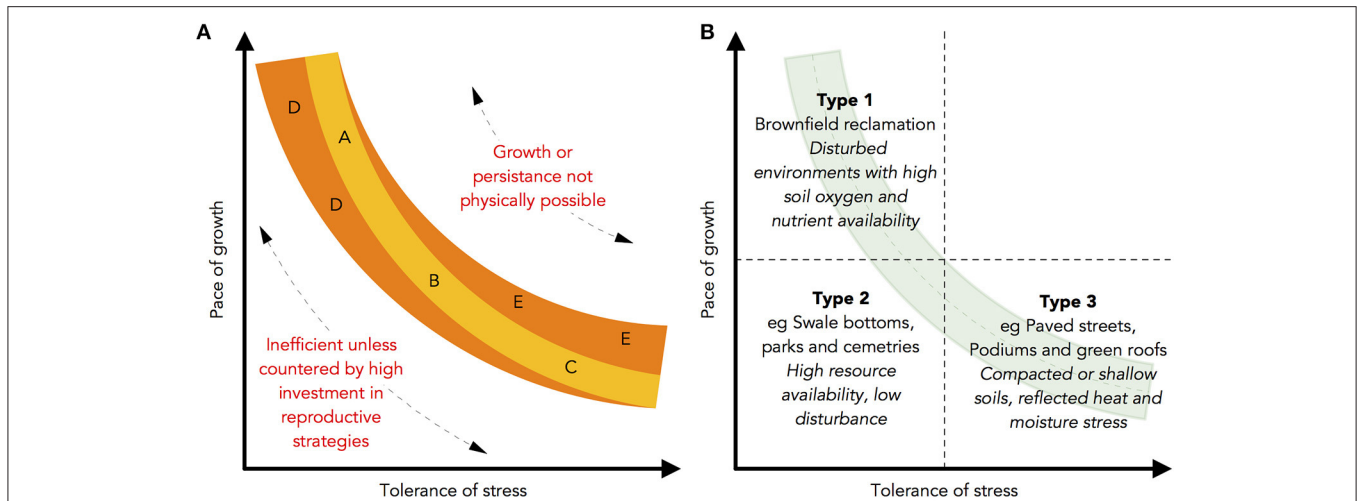 A
Pace of growth
D
A
D
B
E
E
C
Growth or
persistance not
physically possible
Inefficient unless
countered by high
investment in
reproductive
strategies
Tolerance of stress
B
Pace of growth
Type 1
Brownfield reclamation
Disturbed
environments with high
soil oxygen and
nutrient availability
Type 2
eg Swale bottoms,
parks and cemetries
High resource
availability, low
disturbance
Type 3
eg Paved streets,
Podiums and green roofs
Compacted or shallow
soils, reflected heat and
moisture stress
Tolerance of stress